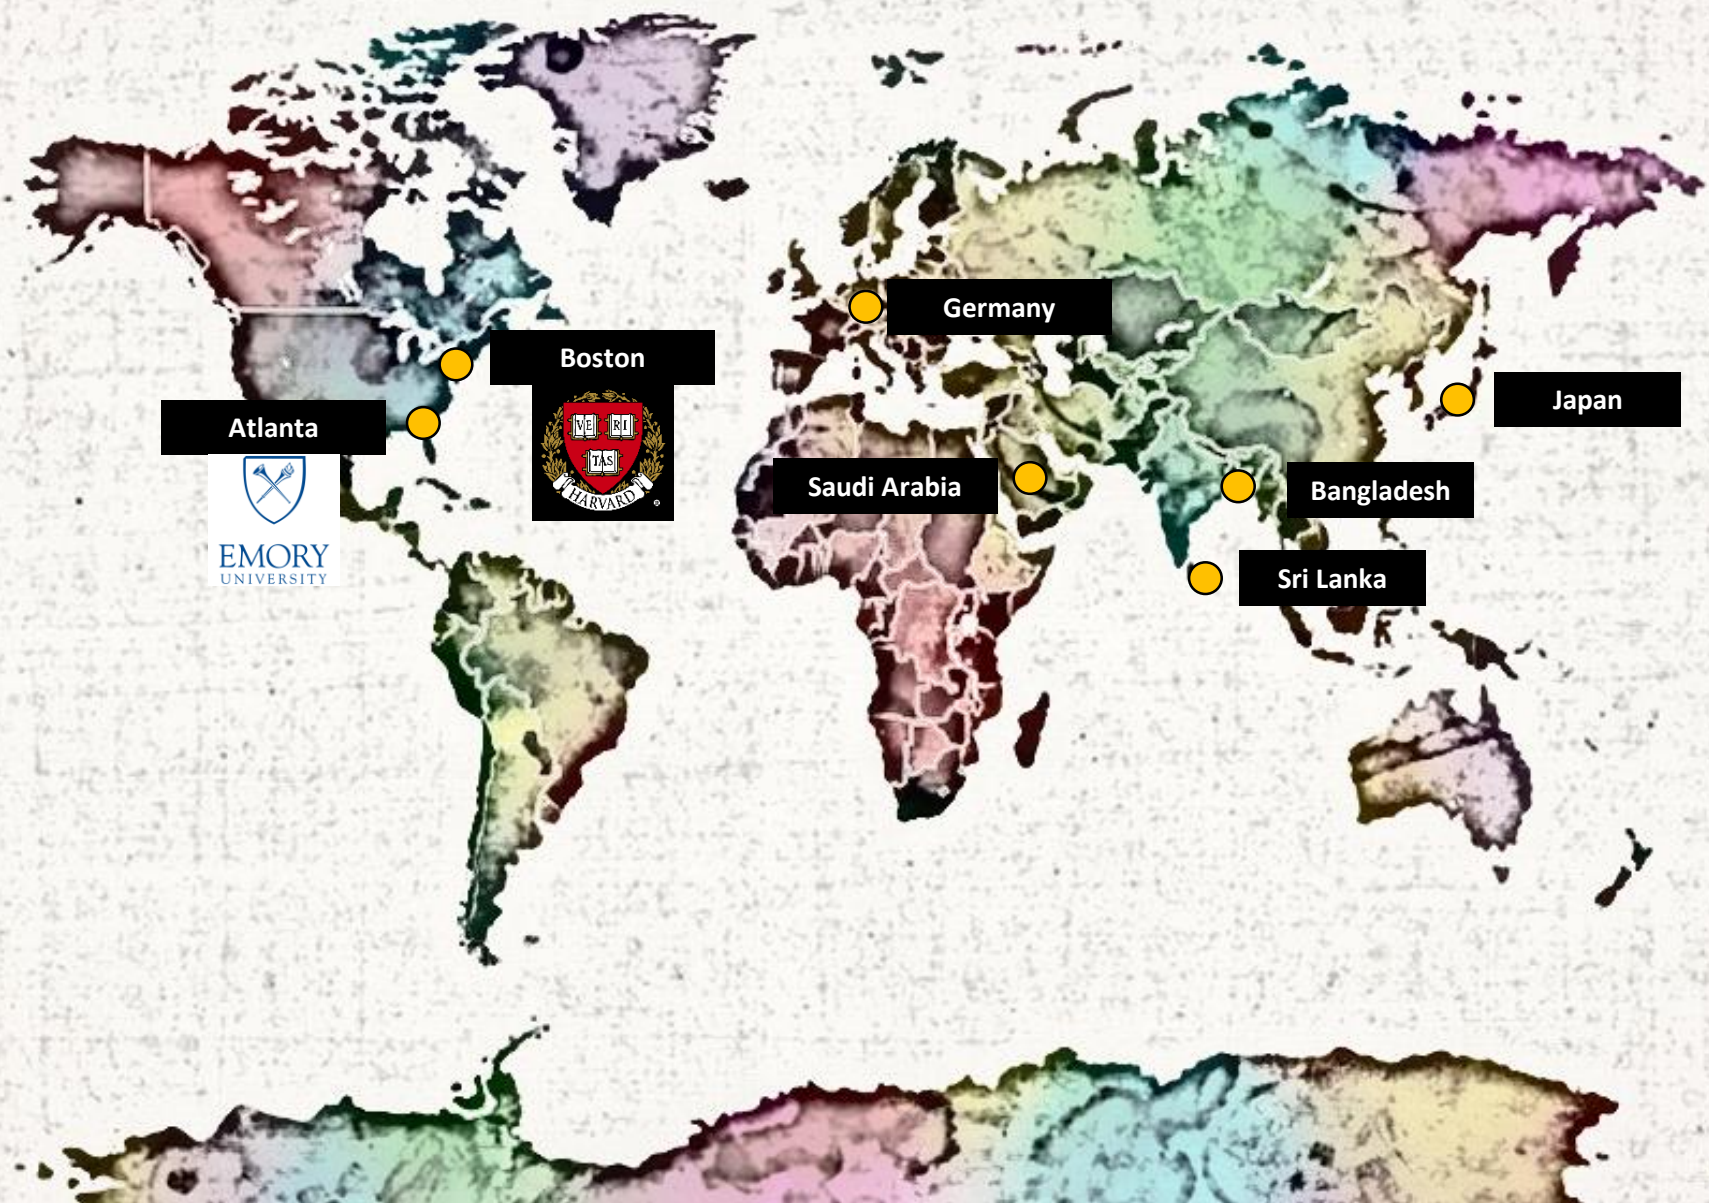 Germany
Boston
Japan
Atlanta
VE RI
TAS
HARVARD ®
Saudi Arabia
Bangladesh
EMORY
UNIVERSITY
Sri Lanka